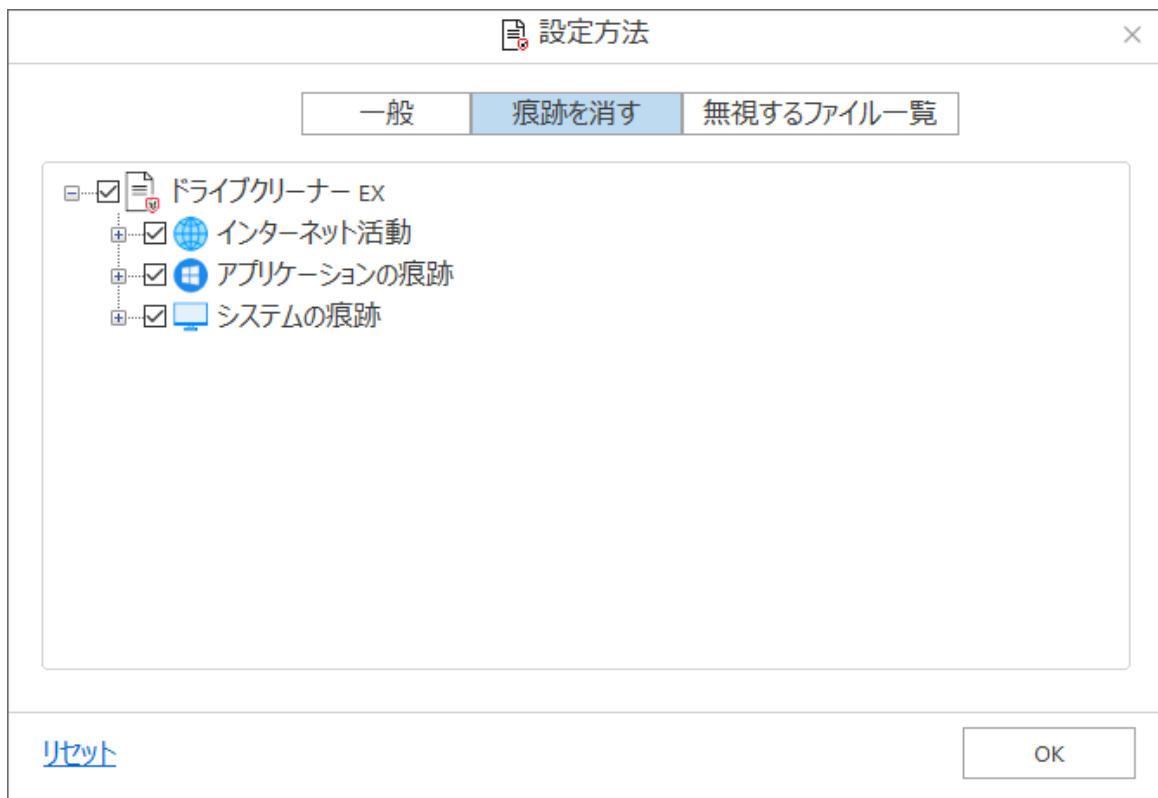 設定方法
一般 痕跡を消す 無視するファイル一覧
ドライブクリーナー EX
インターネット活動
アプリケーションの痕跡
システムの痕跡
リセット OK